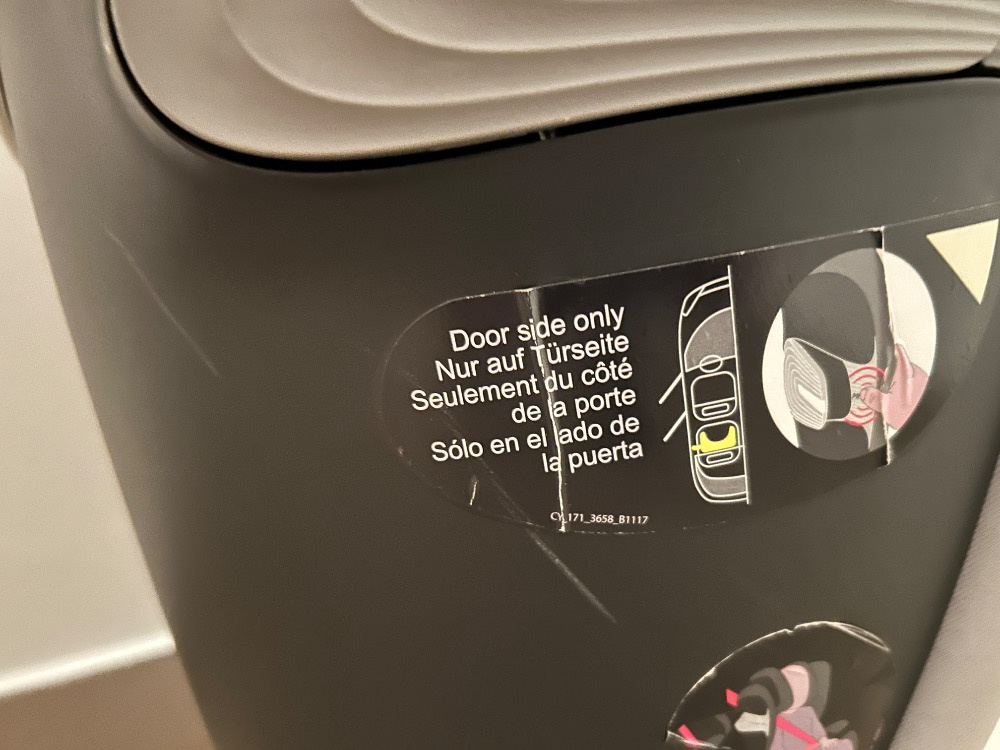 Door side only
Nur auf Türseite
Seulement du côté
de la porte
Sólo en el lado de
la puerta
CY_171_3658_B1117